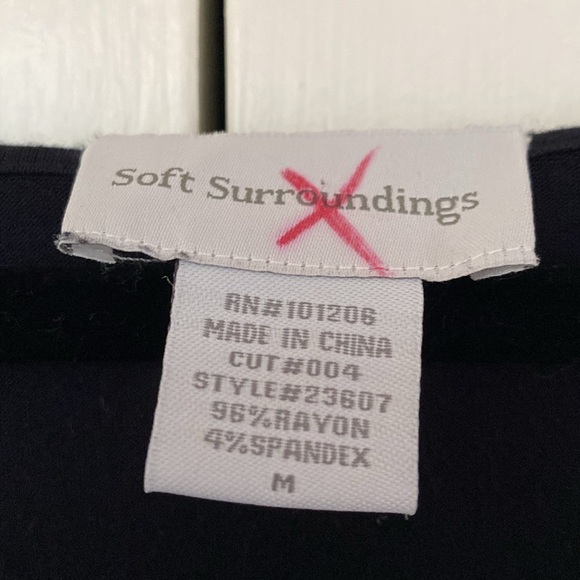 Soft Surroundings
RN#101206
MADE IN CHINA
CUT#004
STYLE#23607
96%RAYON
4%SPANDEX
M